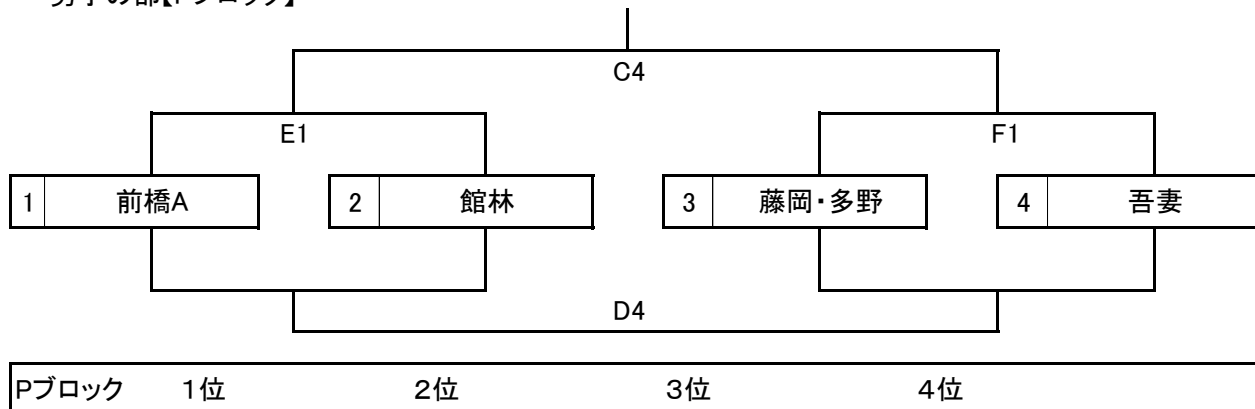 男子の部【Pブロック】
C4
E1 F1
1 前橋A 2 館林 3 藤岡・多野 4 吾妻
D4
Pブロック 1位 2位 3位 4位